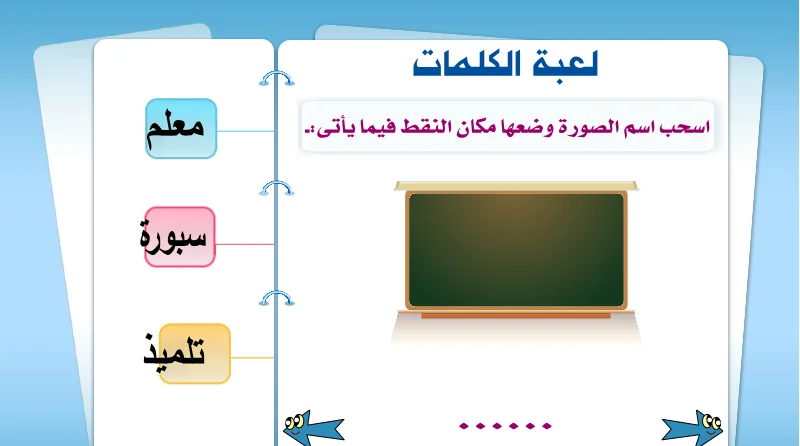 لعبة الكلمات
اسحب اسم الصورة وضعها مكان النقط فيما يأتى :ـ
معلم
سبورة
تلميذ
......